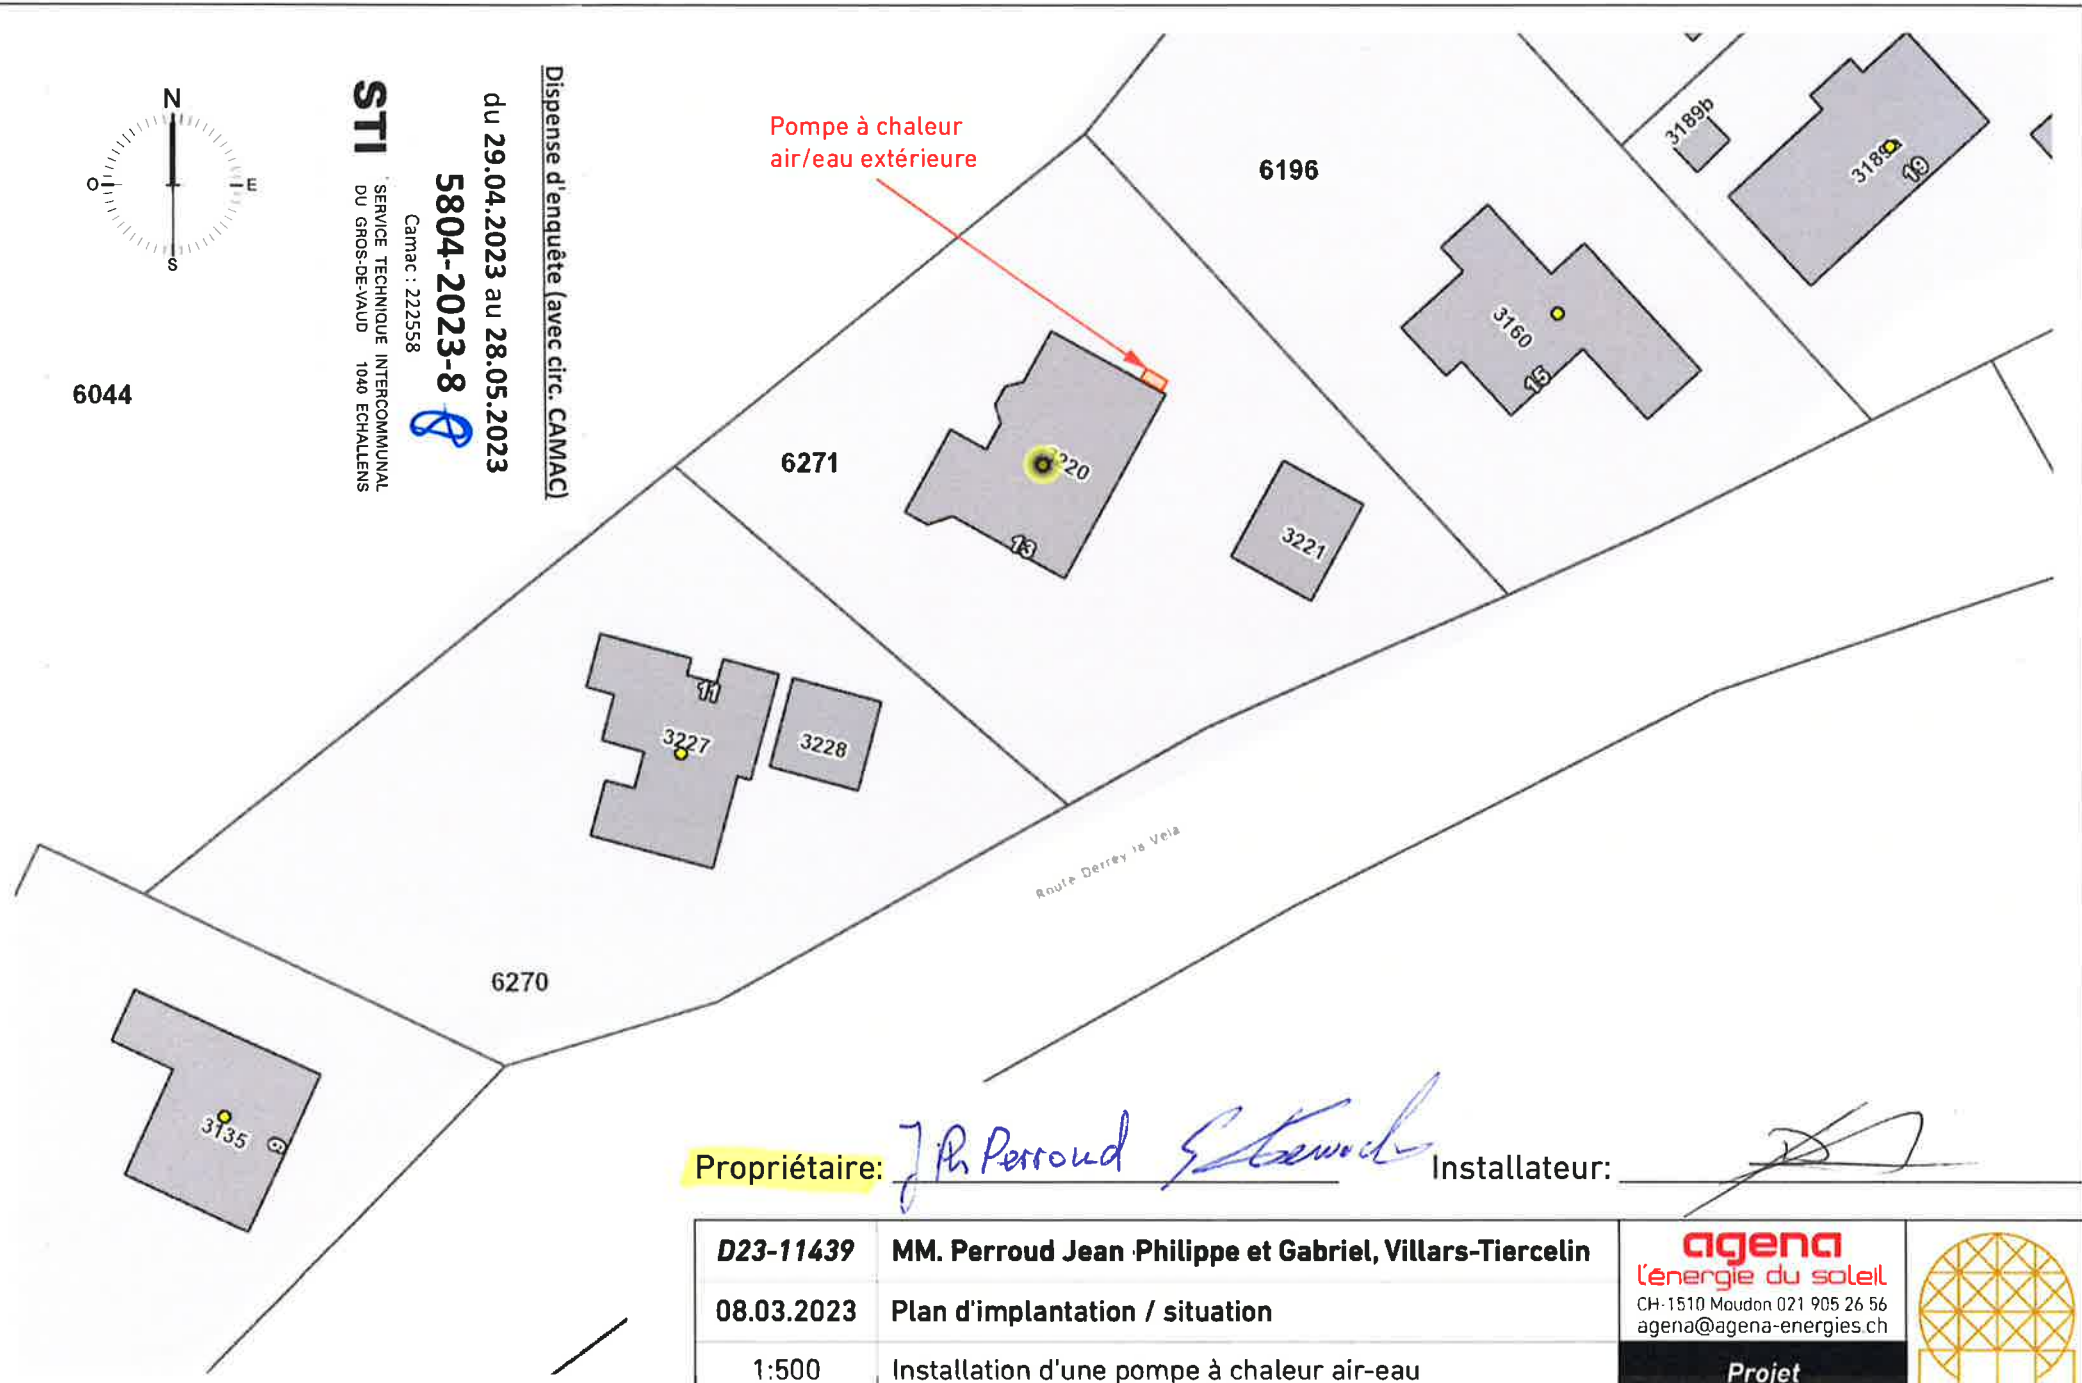 N
O
E
S
Dispense d'enquête (avec circ. CAMAC)
du 29.04.2023 au 28.05.2023
5804-2023-8
Camac : 222558
STI
SERVICE TECHNIQUE INTERCOMMUNAL
DU GROS-DE-VAUD 1040 ECHALLENS
Pompe à chaleur
air/eau extérieure
6196
3189b
3189a
19
3160
15
6044
6271
13
3221
11
3227
3228
Route Derrey la Vela
6270
3135
9
Propriétaire: J Ph Perroud
Installateur:
D23-11439 MM. Perroud Jean Philippe et Gabriel, Villars-Tiercelin
08.03.2023 Plan d'implantation / situation
1:500 Installation d'une pompe à chaleur air-eau
agena
l'énergie du soleil
CH-1510 Moudon 021 905 26 56
agena@agena-energies.ch
Projet